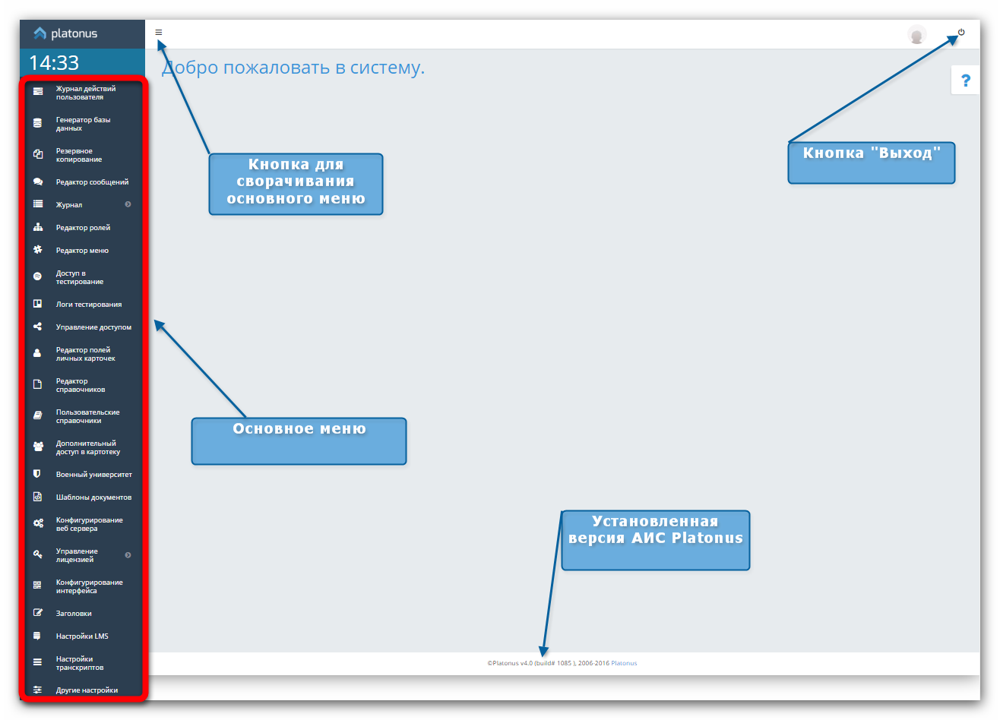 platonus
14:33
Добро пожаловать в систему.
?
Журнал действий
пользователя
Генератор базы
данных
Резервное
копирование
Редактор сообщений
Журнал
Редактор ролей
Редактор меню
Доступ в
тестирование
Логи тестирования
Управление доступом
Редактор полей
личных карточек
Редактор
справочников
Пользовательские
справочники
Дополнительный
доступ в картотеку
Военный университет
Шаблоны документов
Конфигурирование
веб сервера
Управление
лицензией
Конфигурирование
интерфейса
Заголовки
Настройки LMS
Настройки
транскриптов
Другие настройки
Кнопка для
сворачивания
основного меню
Кнопка "Выход"
Основное меню
Установленная
версия АИС Platonus
©Platonus v4.0 (build# 1085 ), 2006-2016 Platonus